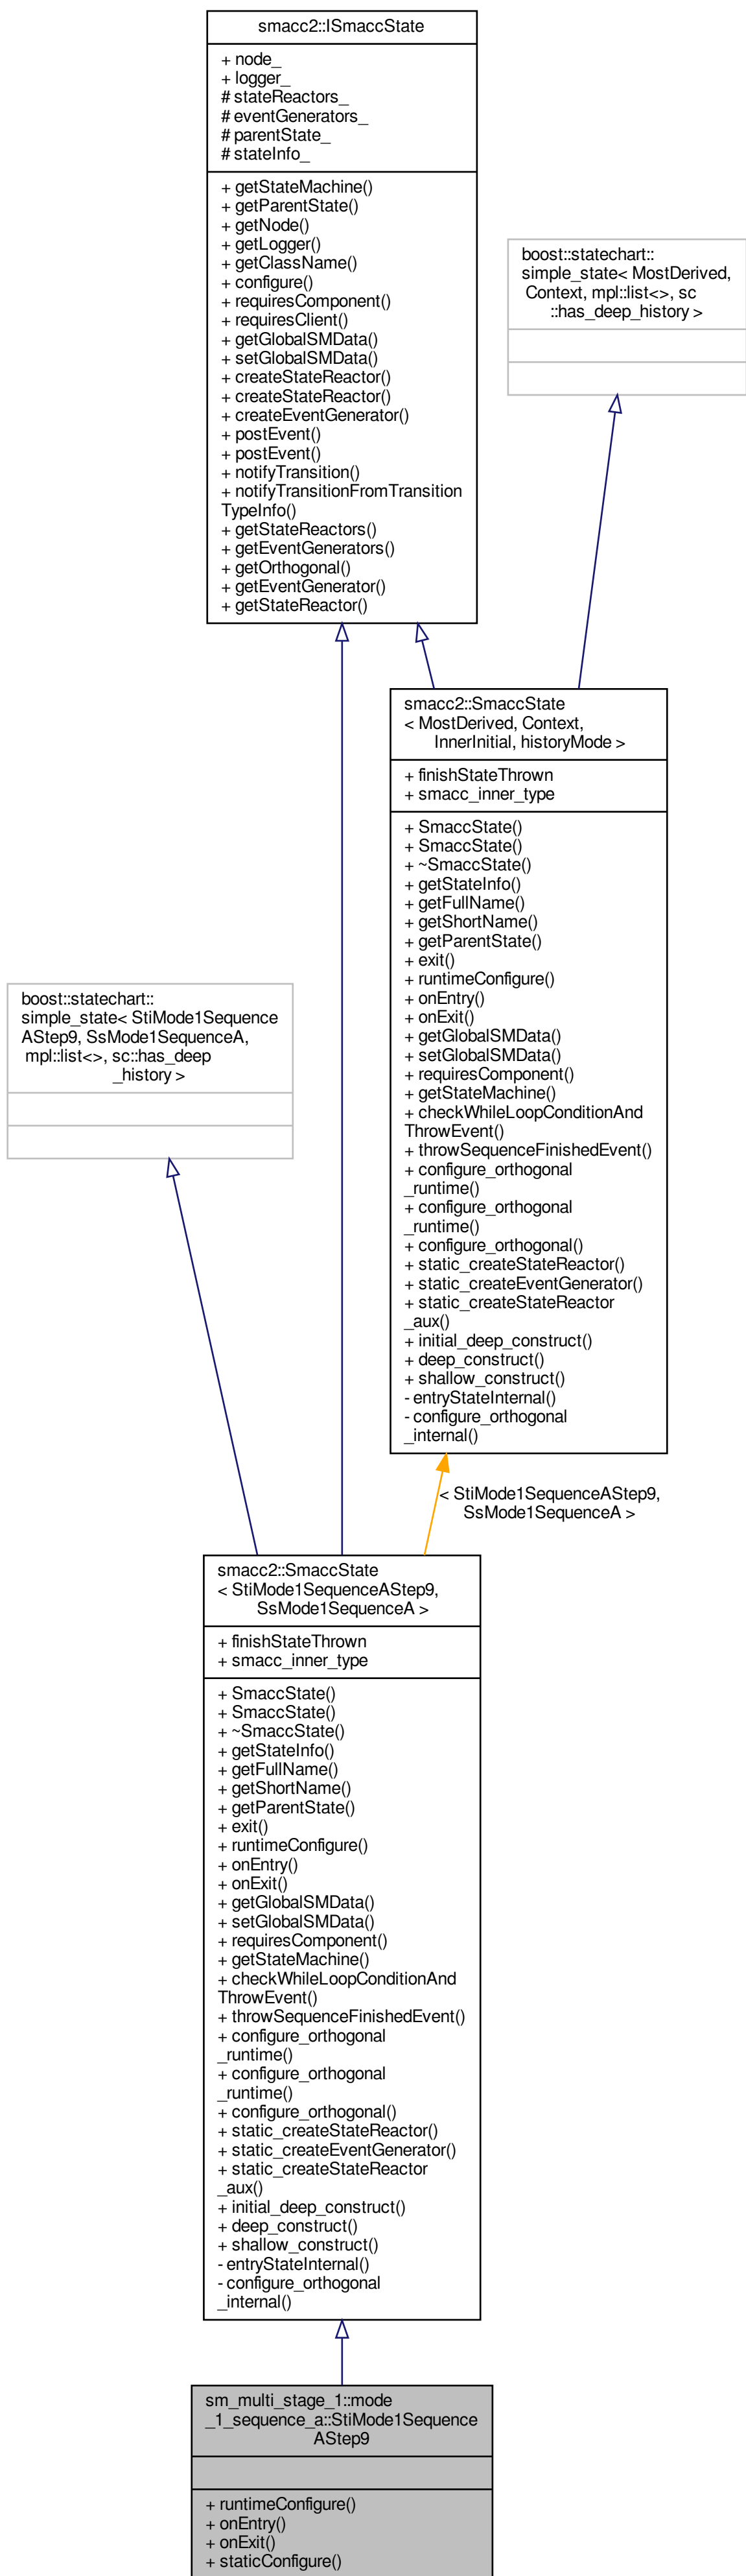 smacc2::ISmaccState
+ node_
+ logger_
# stateReactors_
# eventGenerators_
# parentState_
# stateInfo_
+ getStateMachine()
+ getParentState()
+ getNode()
+ getLogger()
+ getClassName()
+ configure()
+ requiresComponent()
+ requiresClient()
+ getGlobalSMData()
+ setGlobalSMData()
+ createStateReactor()
+ createStateReactor()
+ createEventGenerator()
+ postEvent()
+ postEvent()
+ notifyTransition()
+ notifyTransitionFromTransition
TypeInfo()
+ getStateReactors()
+ getEventGenerators()
+ getOrthogonal()
+ getEventGenerator()
+ getStateReactor()
boost::statechart::
simple_state< MostDerived,
Context, mpl::list<>, sc
::has_deep_history >
smacc2::SmaccState
< MostDerived, Context,
InnerInitial, historyMode >
+ finishStateThrown
+ smacc_inner_type
+ SmaccState()
+ SmaccState()
+ ~SmaccState()
+ getStateInfo()
+ getFullName()
+ getShortName()
+ getParentState()
+ exit()
+ runtimeConfigure()
+ onEntry()
+ onExit()
+ getGlobalSMData()
+ setGlobalSMData()
+ requiresComponent()
+ getStateMachine()
+ checkWhileLoopConditionAnd
ThrowEvent()
+ throwSequenceFinishedEvent()
+ configure_orthogonal
_runtime()
+ configure_orthogonal
_runtime()
+ configure_orthogonal()
+ static_createStateReactor()
+ static_createEventGenerator()
+ static_createStateReactor
_aux()
+ initial_deep_construct()
+ deep_construct()
+ shallow_construct()
- entryStateInternal()
- configure_orthogonal
_internal()
boost::statechart::
simple_state< StiMode1Sequence
AStep9, SsMode1SequenceA,
mpl::list<>, sc::has_deep
_history >
< StiMode1SequenceAStep9,
SsMode1SequenceA >
smacc2::SmaccState
< StiMode1SequenceAStep9,
SsMode1SequenceA >
+ finishStateThrown
+ smacc_inner_type
+ SmaccState()
+ SmaccState()
+ ~SmaccState()
+ getStateInfo()
+ getFullName()
+ getShortName()
+ getParentState()
+ exit()
+ runtimeConfigure()
+ onEntry()
+ onExit()
+ getGlobalSMData()
+ setGlobalSMData()
+ requiresComponent()
+ getStateMachine()
+ checkWhileLoopConditionAnd
ThrowEvent()
+ throwSequenceFinishedEvent()
+ configure_orthogonal
_runtime()
+ configure_orthogonal
_runtime()
+ configure_orthogonal()
+ static_createStateReactor()
+ static_createEventGenerator()
+ static_createStateReactor
_aux()
+ initial_deep_construct()
+ deep_construct()
+ shallow_construct()
- entryStateInternal()
- configure_orthogonal
_internal()
sm_multi_stage_1::mode
_1_sequence_a::StiMode1Sequence
AStep9
+ runtimeConfigure()
+ onEntry()
+ onExit()
+ staticConfigure()